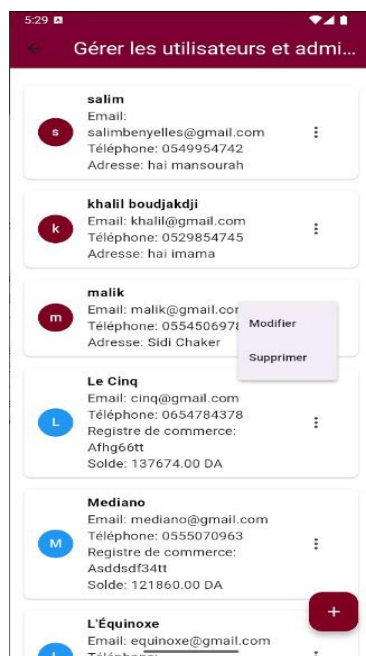 5:29
Gérer les utilisateurs et admi...
salim
Email:
s
salimbenyelles@gmail.com
Téléphone: 0549954742
Adresse: hai mansourah
khalil boudjakdji
Email: khalil@gmail.com
k
Téléphone: 0529854745
Adresse: hai imama
malik
Email: malik@gmail.cor
m
Téléphone: 0554506978
Adresse: Sidi Chaker
Modifier
Supprimer
Le Cinq
Email: cinq@gmail.com
Téléphone: 0654784378
L
Registre de commerce:
Afhg66tt
Solde: 137674.00 DA
Mediano
Email: mediano@gmail.com
Téléphone: 0555070963
M
Registre de commerce:
Asddsdf34tt
Solde: 121860.00 DA
+
L'Équinoxe
Email: equinoxe@gmail.com
L
Téléphone: